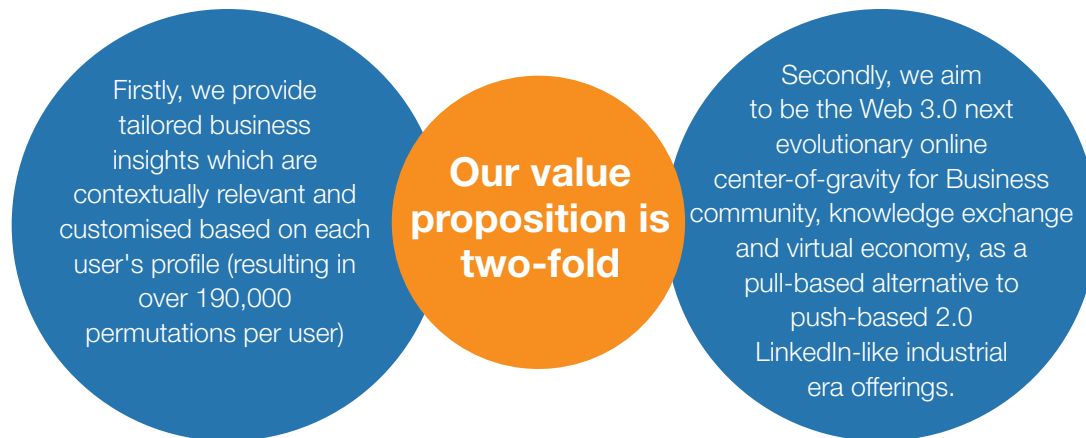 Firstly, we provide
tailored business
insights which are
contextually relevant and
customised based on each
user's profile (resulting in
over 190,000
permutations per user)
Our value
proposition is
two-fold
Secondly, we aim
to be the Web 3.0 next
evolutionary online
center-of-gravity for Business
community, knowledge exchange
and virtual economy, as a
pull-based alternative to
push-based 2.0
LinkedIn-like industrial
era offerings.